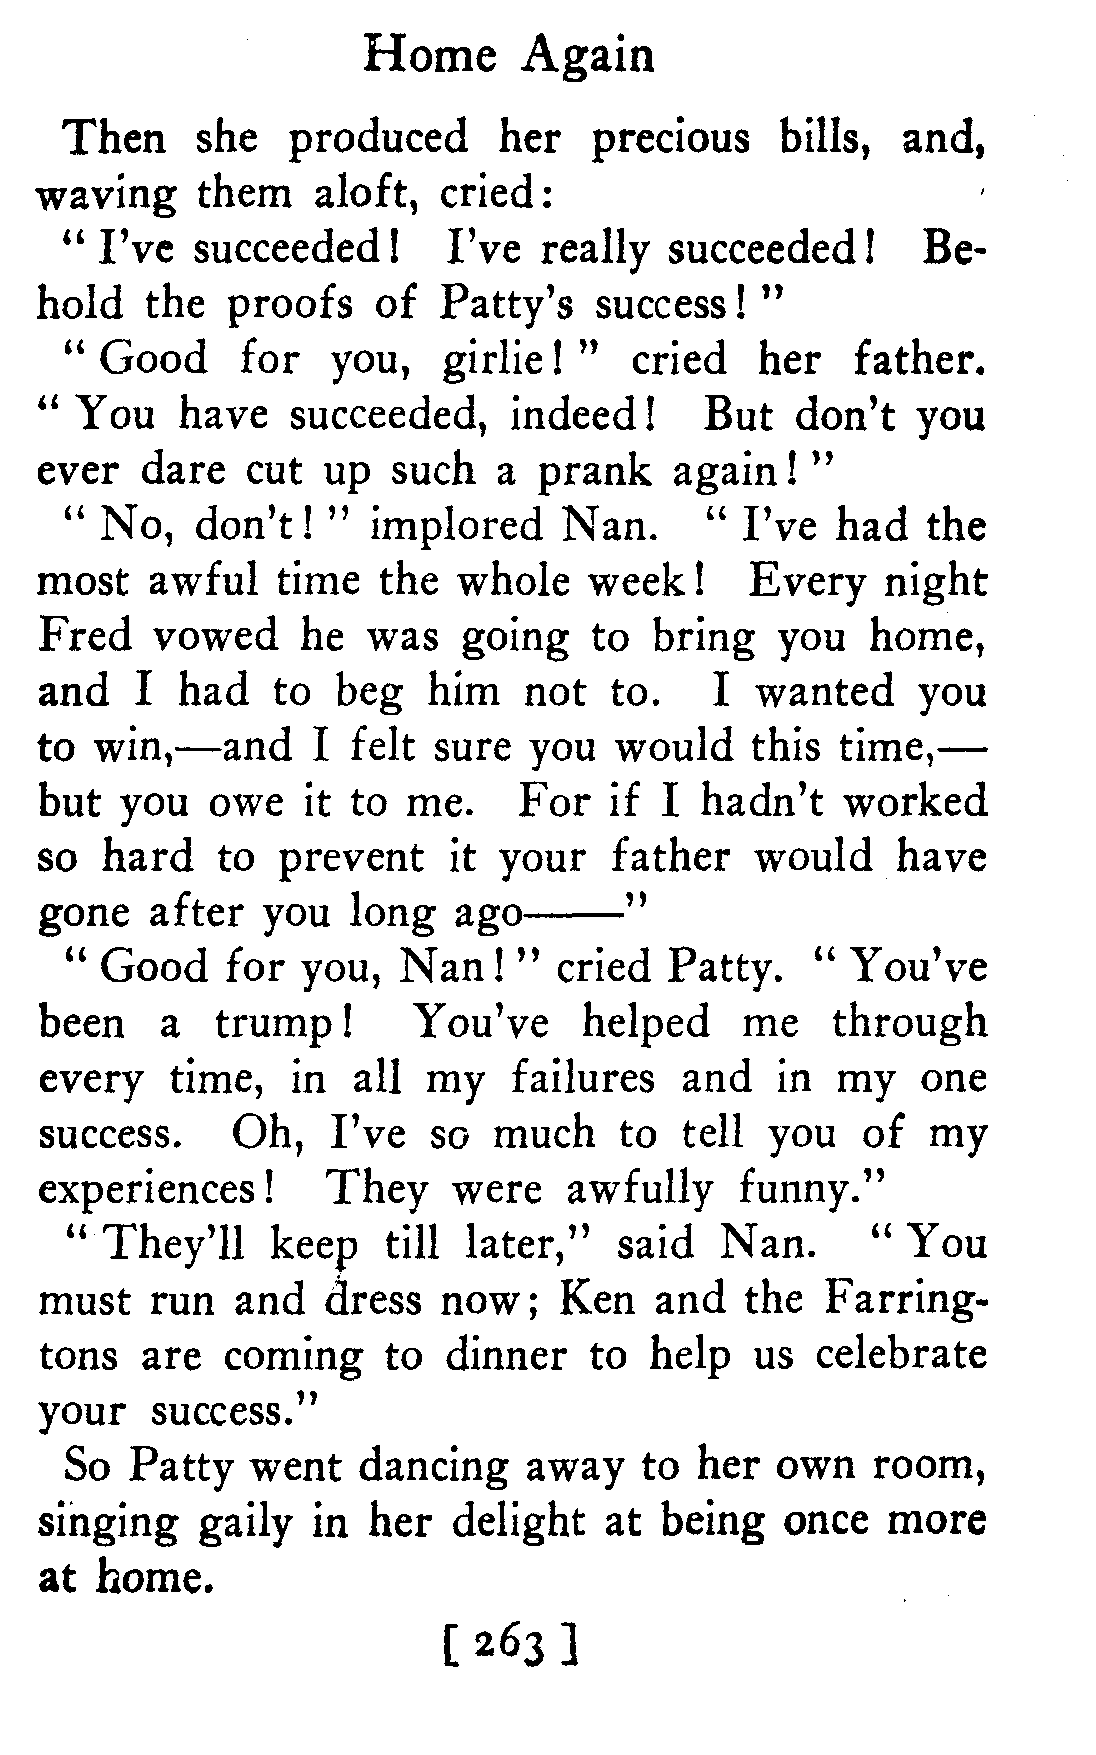 Home Again
Then she produced her precious bills, and,
waving them aloft, cried:
“ I've succeeded! I've really succeeded! Be-
hold the proofs of Patty's success! ”
“ Good for you, girlie! ” cried her father.
“ You have succeeded, indeed! But don't you
ever dare cut up such a prank again! ”
“ No, don't! ” implored Nan. “ I've had the
most awful time the whole week! Every night
Fred vowed he was going to bring you home,
and I had to beg him not to. I wanted you
to win,—and I felt sure you would this time,—
but you owe it to me. For if I hadn't worked
so hard to prevent it your father would have
gone after you long ago——”
“ Good for you, Nan! ” cried Patty. “ You've
been a trump! You've helped me through
every time, in all my failures and in my one
success. Oh, I've so much to tell you of my
experiences! They were awfully funny.”
“ They'll keep till later,” said Nan. “ You
must run and dress now; Ken and the Farring-
tons are coming to dinner to help us celebrate
your success.”
So Patty went dancing away to her own room,
singing gaily in her delight at being once more
at home.
[ 263 ]